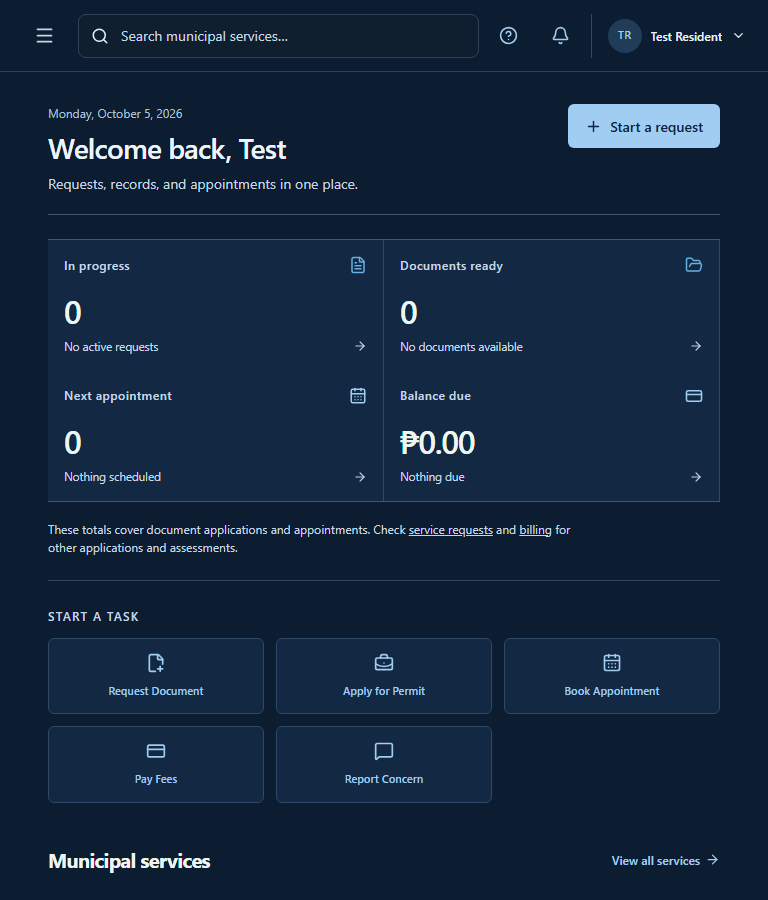 Search municipal services...
TR
Test Resident
Monday, October 5, 2026
Welcome back, Test
Requests, records, and appointments in one place.
Start a request
In progress
0
No active requests
Documents ready
0
No documents available
Next appointment
0
Nothing scheduled
Balance due
₱0.00
Nothing due
These totals cover document applications and appointments. Check service requests and billing for
other applications and assessments.
START A TASK
Request Document
Apply for Permit
Book Appointment
Pay Fees
Report Concern
Municipal services
View all services